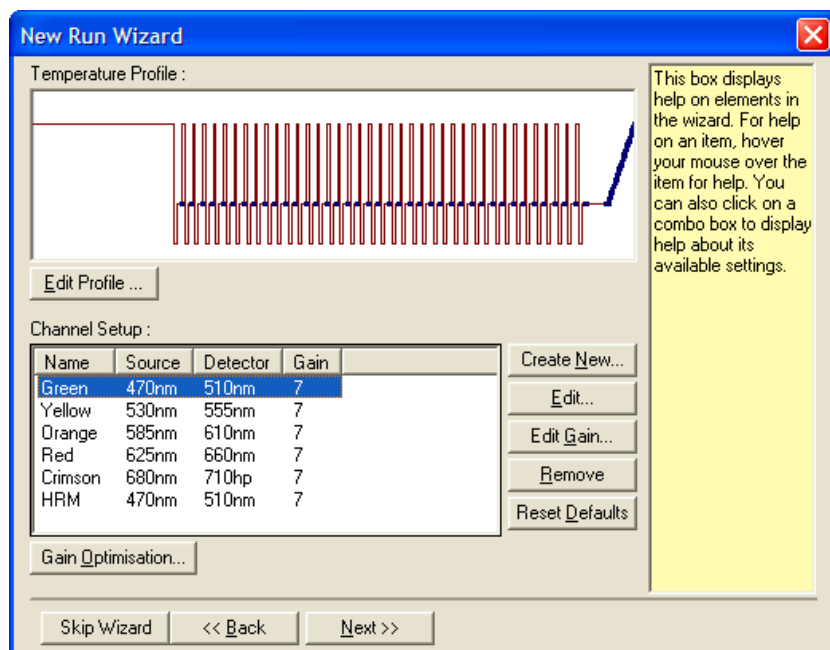 New Run Wizard
Temperature Profile :
Edit Profile ...
Channel Setup :
Name Source Detector Gain
Green 470nm 510nm 7
Yellow 530nm 555nm 7
Orange 585nm 610nm 7
Red 625nm 660nm 7
Crimson 680nm 710hp 7
HRM 470nm 510nm 7
Create New...
Edit...
Edit Gain...
Remove
Reset Defaults
Gain Optimisation...
This box displays
help on elements in
the wizard. For help
on an item, hover
your mouse over the
item for help. You
can also click on a
combo box to display
help about its
available settings.
Skip Wizard << Back Next >>